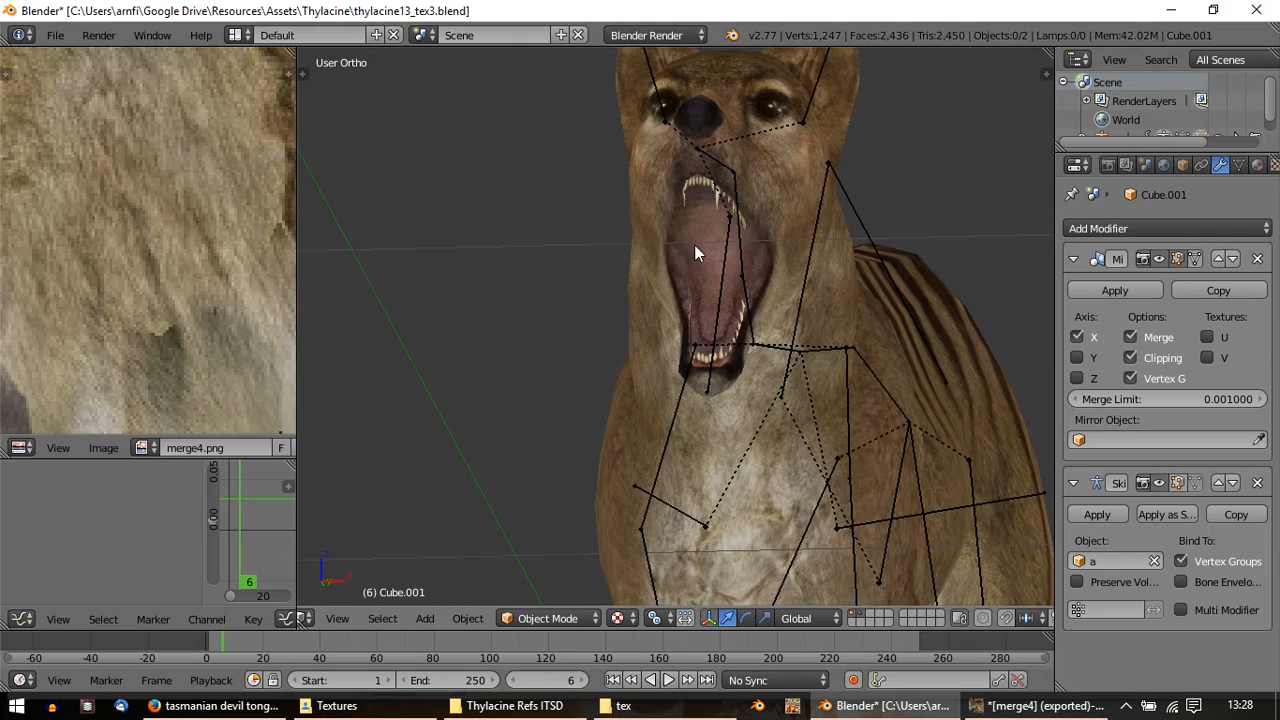 Blender* [C:\Users\arnfi\Google Drive\Resources\Assets\Thylacine\thylacine13_tex3.blend]
File Render Window Help Default Scene Blender Render v2.77 | Verts:1,247 | Faces:2,436 | Tris:2,450 | Objects:0/2 | Lamps:0/0 | Mem:42.02M | Cube.001
User Ortho
View Search All Scenes
Scene
RenderLayers
World
Cube.001
Add Modifier
Mi
Apply Copy
Axis: Options: Textures:
X Merge U
Y Clipping V
Z Vertex G
Merge Limit: 0.001000
Mirror Object:
Ski
Apply Apply as S... Copy
Object: Bind To:
a Vertex Groups
Preserve Vol... Bone Envelo...
Multi Modifier
View Image merge4.png F
0.05
0.00
6
20
z
(6) Cube.001
View Select Marker Channel Key
View Select Add Object Object Mode Global
-60 -40 -20 0 20 40 60 80 100 120 140 160 180 200 220 240 260 280
View Marker Frame Playback Start: 1 End: 250 6 No Sync
tasmanian devil tong... Textures Thylacine Refs ITSD tex Blender* [C:\Users\ar... *[merge4] (exported)-... 13:28